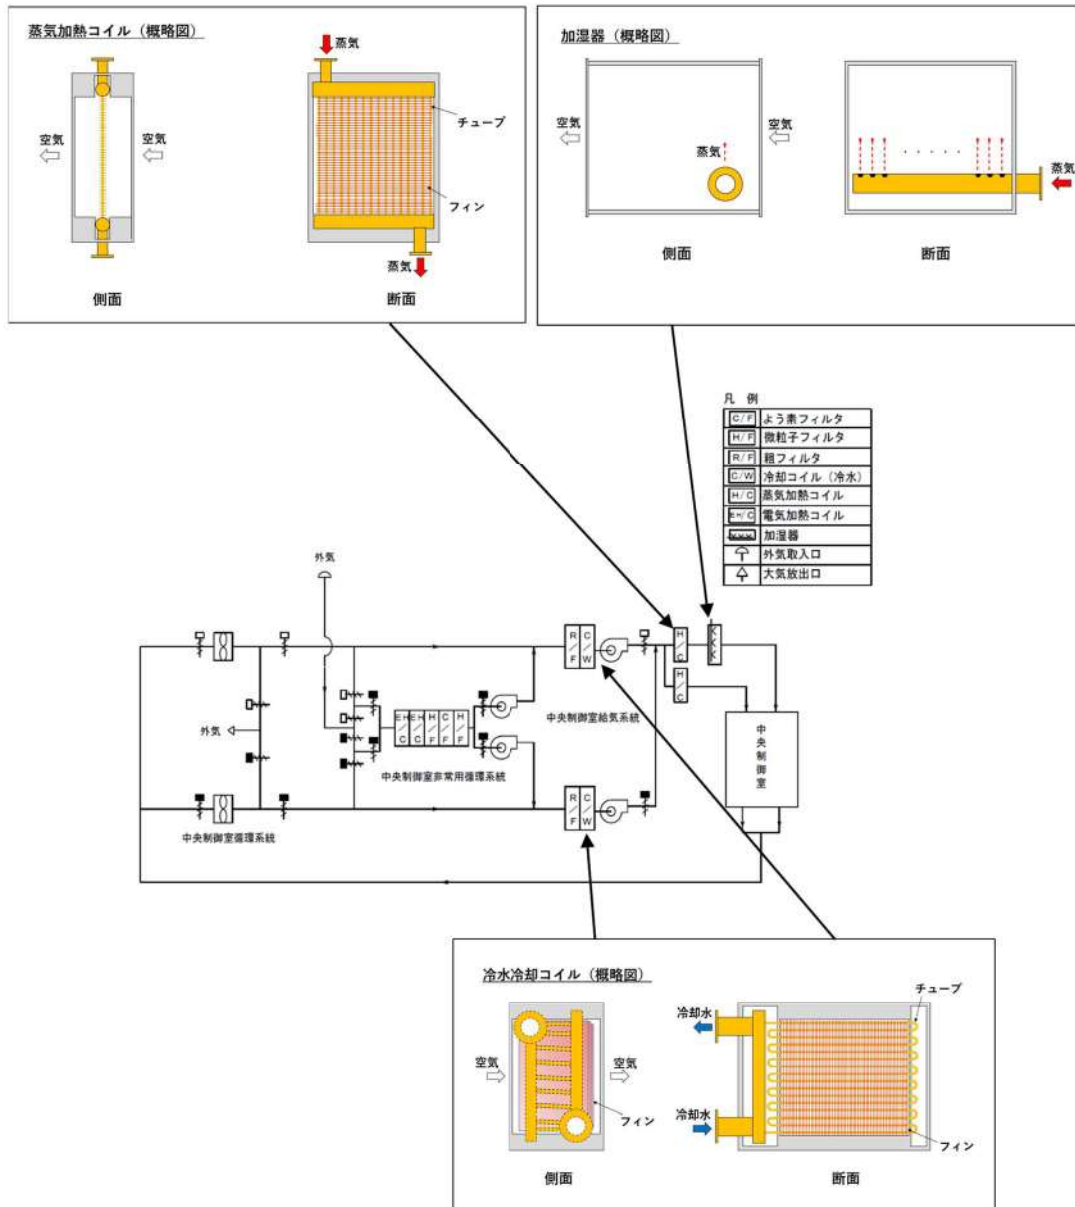 蒸気加熱コイル（概略図）
蒸気
チューブ
空気
空気
フィン
蒸気
側面
断面
加湿器（概略図）
空気
空気
蒸気
蒸気
側面
断面
凡 例
C/F よう素フィルタ
H/F 微粒子フィルタ
R/F 粗フィルタ
C/W 冷却コイル（冷水）
H/C 蒸気加熱コイル
EH/C 電気加熱コイル
加湿器
外気取入口
大気放出口
外気
R/F
C/W
H/C
H/C
中央制御室給気系統
外気
EH/C
EH/C
H/F
C/F
H/F
中央制御室非常用循環系統
中央制御室
R/F
C/W
中央制御室循環系統
冷水冷却コイル（概略図）
チューブ
冷却水
空気
空気
フィン
冷却水
フィン
側面
断面